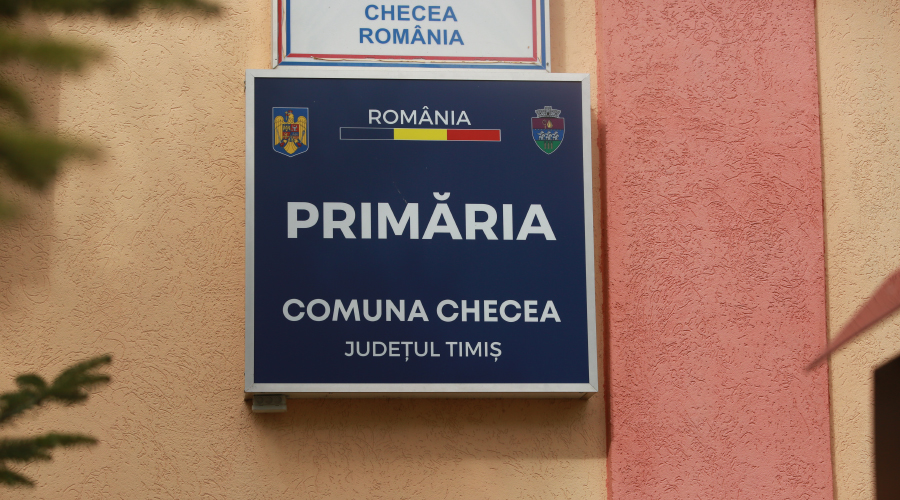 CHECEA
ROMÂNIA
ROMÂNIA
PRIMĂRIA
COMUNA CHECEA
JUDEȚUL TIMIȘ